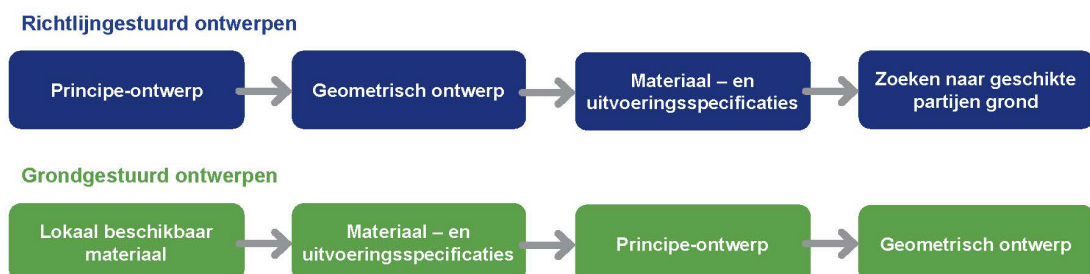 Richtlijngestuurd ontwerpen
Principe-ontwerp
Geometrisch ontwerp
Materiaal – en
uitvoeringsspecificaties
Zoeken naar geschikte
partijen grond
Grondgestuurd ontwerpen
Lokaal beschikbaar
materiaal
Materiaal – en
uitvoeringsspecificaties
Principe-ontwerp
Geometrisch ontwerp